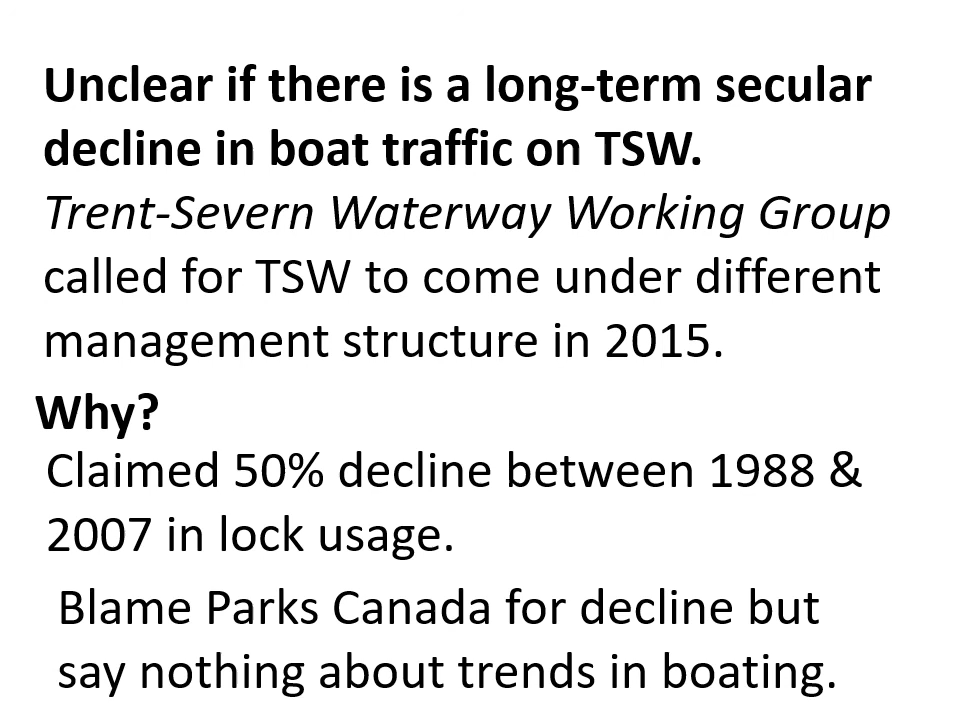 Unclear if there is a long-term secular
decline in boat traffic on TSW.
Trent-Severn Waterway Working Group
called for TSW to come under different
management structure in 2015.
Why?
Claimed 50% decline between 1988 &
2007 in lock usage.
Blame Parks Canada for decline but
say nothing about trends in boating.